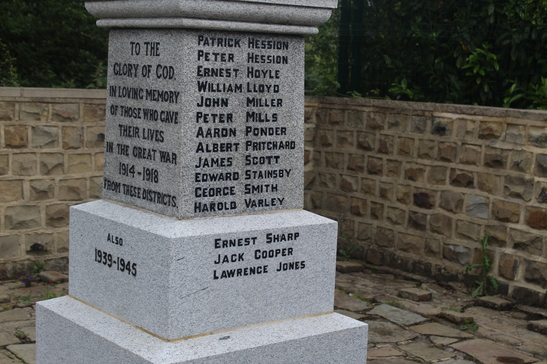 TO THE
GLORY OF GOD.
IN LOVING MEMORY
OF THOSE WHO GAVE
THEIR LIVES
IN THE GREAT WAR
1914-1918
FROM THESE DISTRICTS.
PATRICK HESSION
PETER HESSION
ERNEST HOYLE
WILLIAM LLOYD
JOHN MILLER
PETER MILLS
AARON PONDER
ALBERT PRITCHARD
JAMES SCOTT
EDWARD STAINSBY
GEORGE SMITH
HAROLD VARLEY
ALSO
1939-1945
ERNEST SHARP
JACK COOPER
LAWRENCE JONES